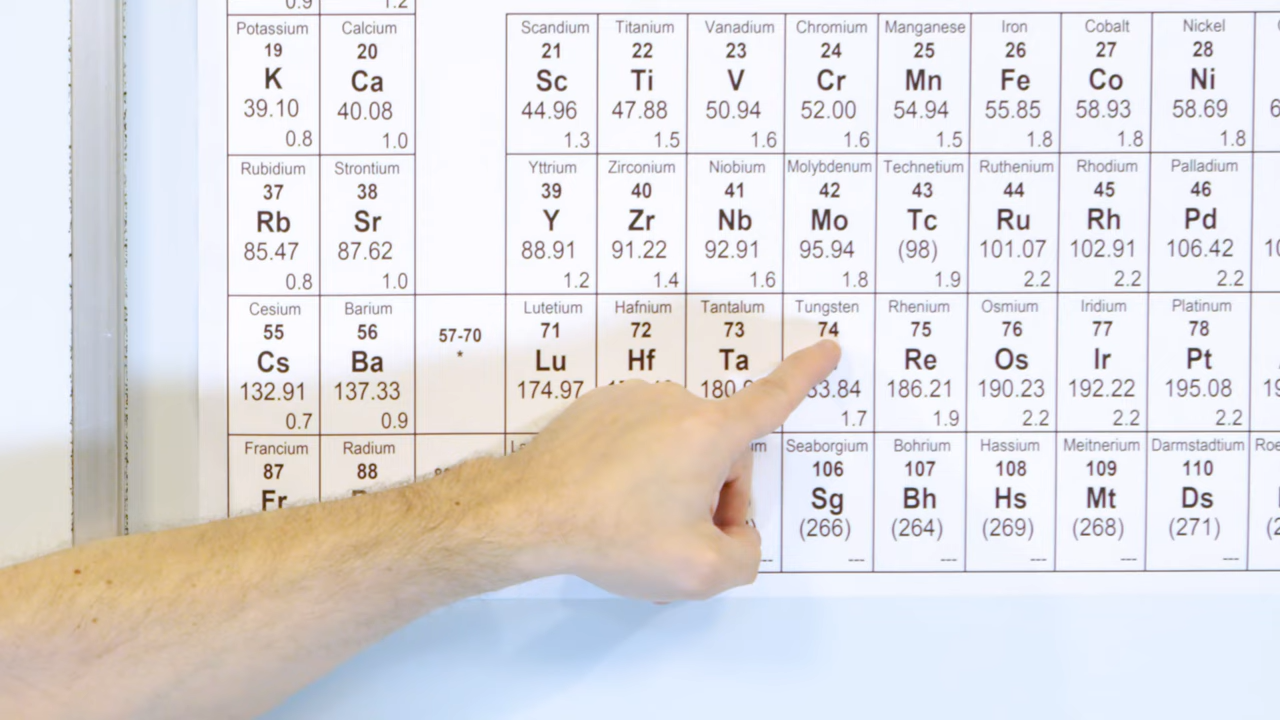 0.9 1.2
Potassium Calcium Scandium Titanium Vanadium Chromium Manganese Iron Cobalt Nickel
19 20 21 22 23 24 25 26 27 28
K Ca Sc Ti V Cr Mn Fe Co Ni
39.10 40.08 44.96 47.88 50.94 52.00 54.94 55.85 58.93 58.69
0.8 1.0 1.3 1.5 1.6 1.6 1.5 1.8 1.8 1.8
Rubidium Strontium Yttrium Zirconium Niobium Molybdenum Technetium Ruthenium Rhodium Palladium
37 38 39 40 41 42 43 44 45 46
Rb Sr Y Zr Nb Mo Tc Ru Rh Pd
85.47 87.62 88.91 91.22 92.91 95.94 (98) 101.07 102.91 106.42
0.8 1.0 1.2 1.4 1.6 1.8 1.9 2.2 2.2 2.2
Cesium Barium Lutetium Hafnium Tantalum Tungsten Rhenium Osmium Iridium Platinum
55 56 57-70 71 72 73 74 75 76 77 78
Cs Ba * Lu Hf Ta Re Os Ir Pt
132.91 137.33 174.97 180.9 3.84 186.21 190.23 192.22 195.08
0.7 0.9 1.7 1.9 2.2 2.2 2.2
Francium Radium Seaborgium Bohrium Hassium Meitnerium Darmstadtium
87 88 106 107 108 109 110
Fr Sg Bh Hs Mt Ds
(266) (264) (269) (268) (271)
--- --- --- --- ---